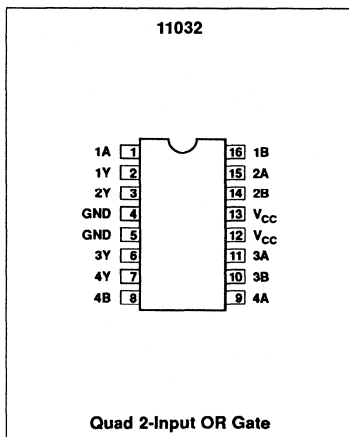 11032
1A 1 16 1B
1Y 2 15 2A
2Y 3 14 2B
GND 4 13 VCC
GND 5 12 VCC
3Y 6 11 3A
4Y 7 10 3B
4B 8 9 4A
Quad 2-Input OR Gate